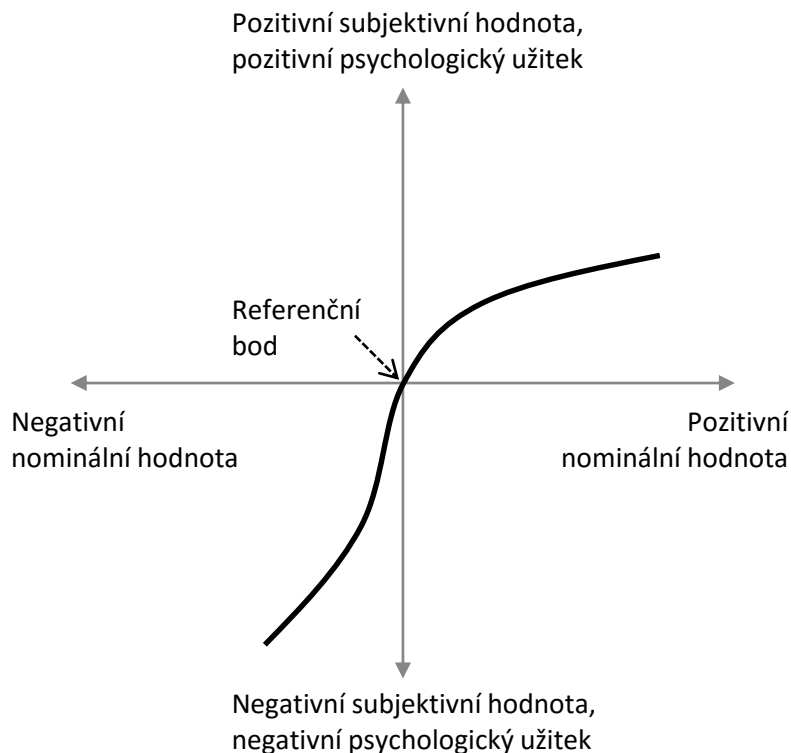 Pozitivní subjektivní hodnota,
pozitivní psychologický užitek
Referenční
bod
Negativní
nominální hodnota
Pozitivní
nominální hodnota
Negativní subjektivní hodnota,
negativní psychologický užitek